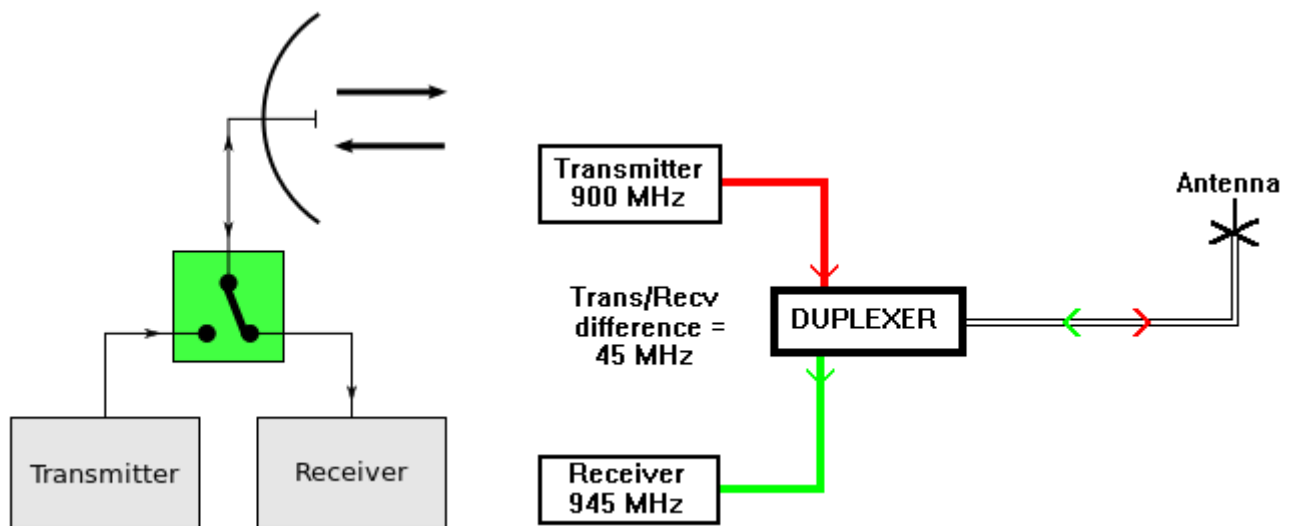 Transmitter
Receiver
Transmitter
900 MHz
Trans/Recv
difference =
45 MHz
DUPLEXER
Antenna
Receiver
945 MHz